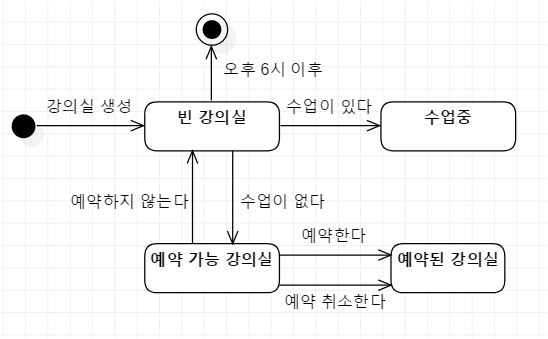 오후 6시 이후
강의실 생성
빈 강의실
수업이 있다
수업중
예약하지 않는다
수업이 없다
예약한다
예약 가능 강의실
예약된 강의실
예약 취소한다